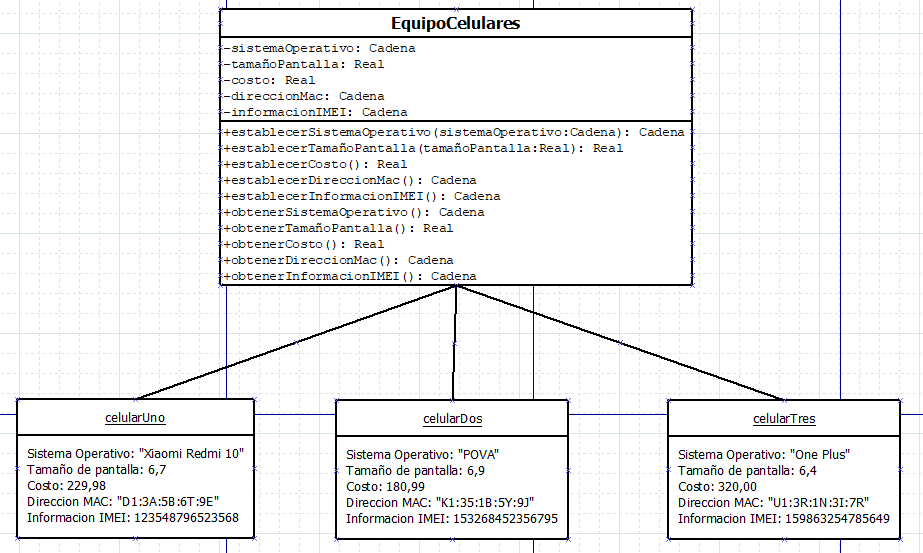 EquipoCelulares
-sistemaOperativo: Cadena
-tamañoPantalla: Real
-costo: Real
-direccionMac: Cadena
-informacionIMEI: Cadena
+establecerSistemaOperativo(sistemaOperativo:Cadena): Cadena
+establecerTamañoPantalla(tamañoPantalla:Real): Real
+establecerCosto(): Real
+establecerDireccionMac(): Cadena
+establecerInformacionIMEI(): Cadena
+obtenerSistemaOperativo(): Cadena
+obtenerTamañoPantalla(): Real
+obtenerCosto(): Real
+obtenerDireccionMac(): Cadena
+obtenerInformacionIMEI(): Cadena
celularUno
Sistema Operativo: "Xiaomi Redmi 10"
Tamaño de pantalla: 6,7
Costo: 229,98
Direccion MAC: "D1:3A:5B:6T:9E"
Informacion IMEI: 123548796523568
celularDos
Sistema Operativo: "POVA"
Tamaño de pantalla: 6,9
Costo: 180,99
Direccion MAC: "K1:35:1B:5Y:9J"
Informacion IMEI: 153268452356795
celularTres
Sistema Operativo: "One Plus"
Tamaño de pantalla: 6,4
Costo: 320,00
Direccion MAC: "U1:3R:1N:3I:7R"
Informacion IMEI: 159863254785649